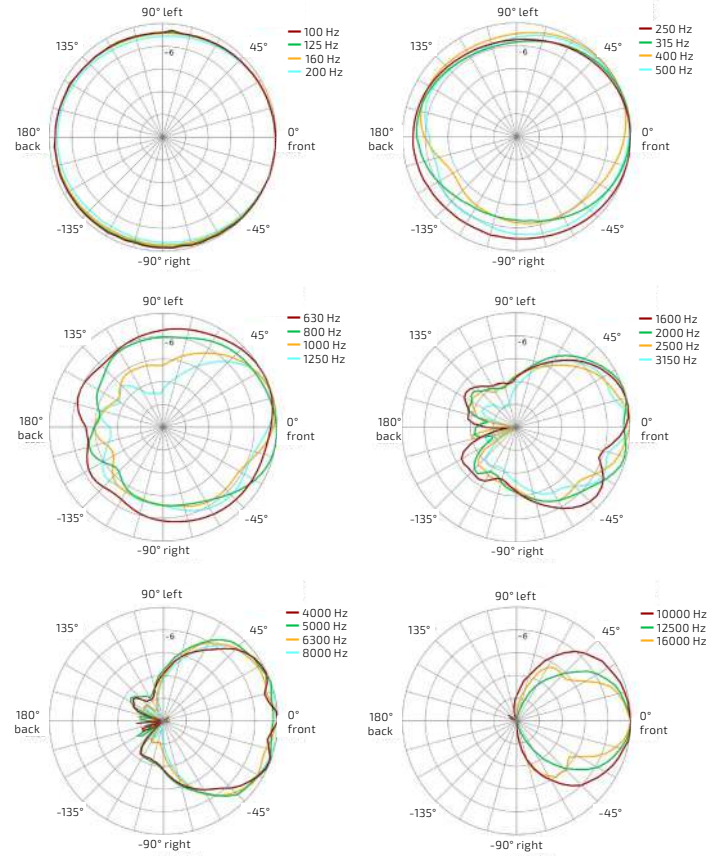 90° left
100 Hz
125 Hz
160 Hz
200 Hz
135°
45°
-6
180°
back
0°
front
-135°
-45°
-90° right
90° left
250 Hz
315 Hz
400 Hz
500 Hz
135°
45°
-6
180°
back
0°
front
-135°
-45°
-90° right
90° left
630 Hz
800 Hz
1000 Hz
1250 Hz
135°
45°
-6
180°
back
0°
front
-135°
-45°
-90° right
90° left
1600 Hz
2000 Hz
2500 Hz
3150 Hz
135°
45°
-6
180°
back
0°
front
-135°
-45°
-90° right
90° left
4000 Hz
5000 Hz
6300 Hz
8000 Hz
135°
45°
-6
180°
back
0°
front
-135°
-45°
-90° right
90° left
10000 Hz
12500 Hz
16000 Hz
135°
45°
-6
180°
back
0°
front
-135°
-45°
-90° right